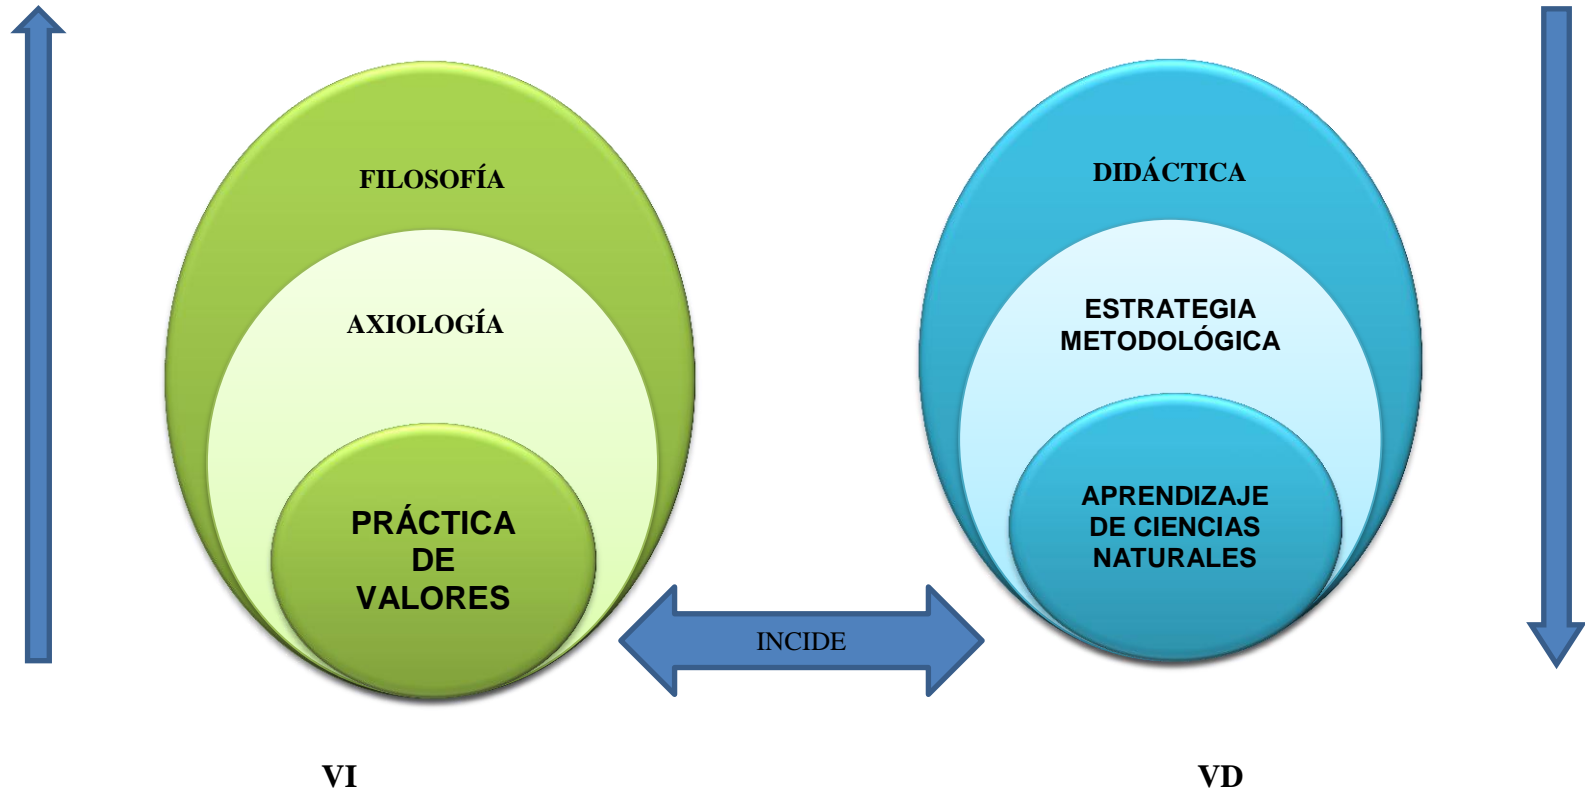 FILOSOFÍA
AXIOLOGÍA
PRÁCTICA
DE
VALORES
DIDÁCTICA
ESTRATEGIA
METODOLÓGICA
APRENDIZAJE
DE CIENCIAS
NATURALES
INCIDE
VI
VD